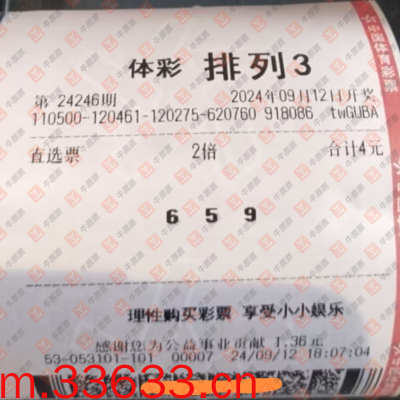 体彩 排列3
第 24246期 2024年09月12日开奖
110500-120461-120275-620760 918086 twGUBA
直选票 2倍 合计4元
6 5 9
理性购买彩票 享受小小娱乐
感谢您为公益事业贡献 1.36元
53-053101-101 00007 24/09/12 18:07:04
m.33633.cn
中国体育彩票
牛票票